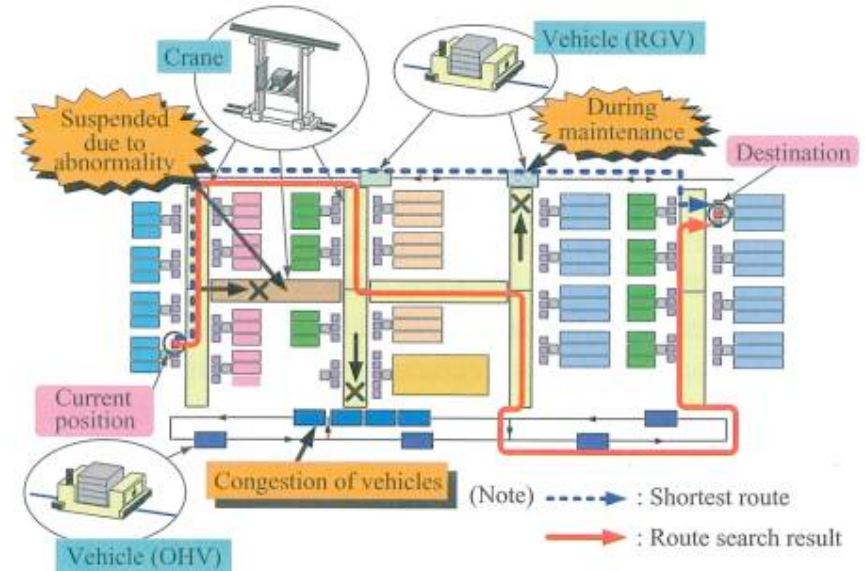 Crane
Vehicle (RGV)
Suspended
due to
abnormality
During
maintenance
Destination
Current
position
Congestion of vehicles
Vehicle (OHV)
(Note)
: Shortest route
: Route search result